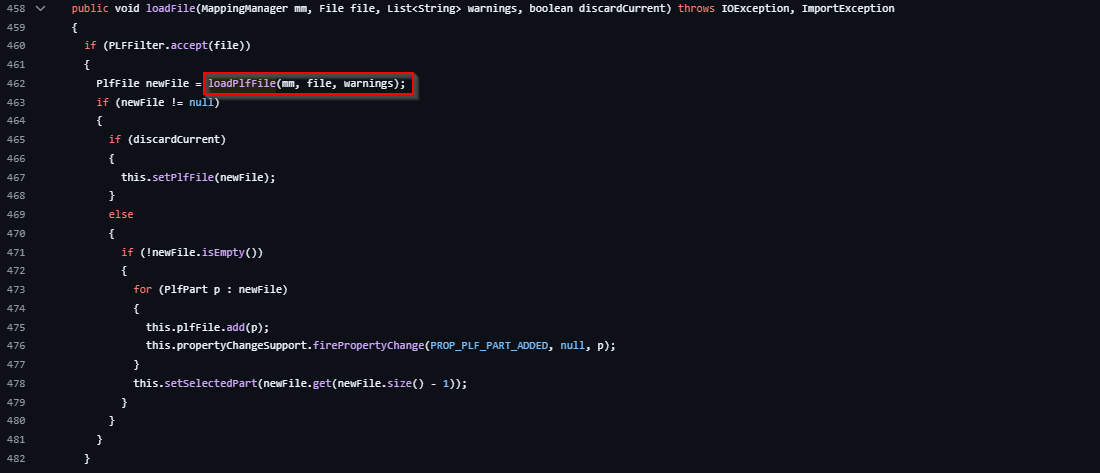 458 public void loadFile(MappingManager mm, File file, List<String> warnings, boolean discardCurrent) throws IOException, ImportException
459 {
460 if (PLFFilter.accept(file))
461 {
462 PlfFile newFile = loadPlfFile(mm, file, warnings);
463 if (newFile != null)
464 {
465 if (discardCurrent)
466 {
467 this.setPlfFile(newFile);
468 }
469 else
470 {
471 if (!newFile.isEmpty())
472 {
473 for (PlfPart p : newFile)
474 {
475 this.plfFile.add(p);
476 this.propertyChangeSupport.firePropertyChange(PROP_PLF_PART_ADDED, null, p);
477 }
478 this.setSelectedPart(newFile.get(newFile.size() - 1));
479 }
480 }
481 }
482 }